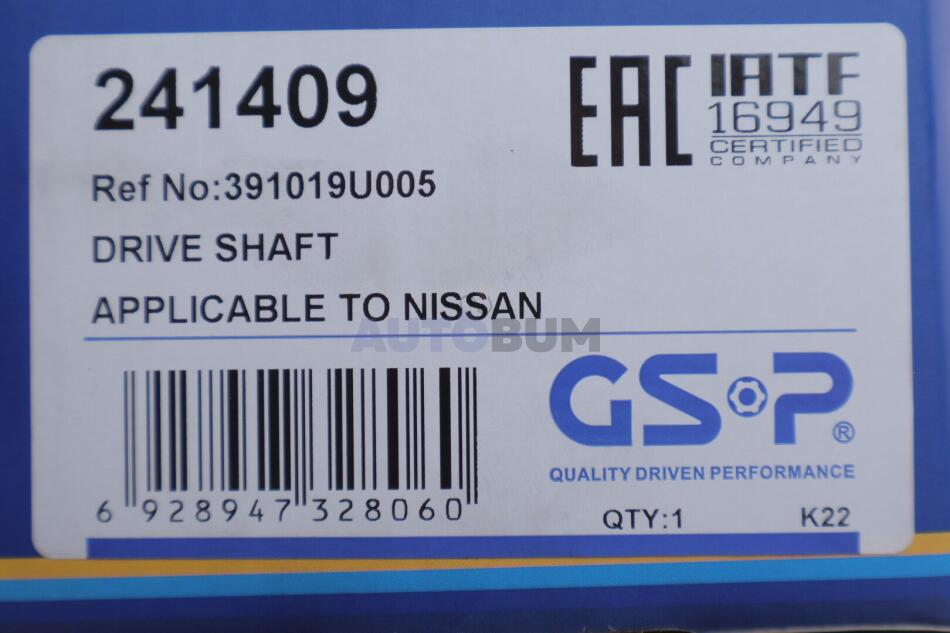 241409
EAC
IATF
16949
CERTIFIED
COMPANY
Ref No:391019U005
DRIVE SHAFT
APPLICABLE TO NISSAN
AUTOBUM
GSP®
QUALITY DRIVEN PERFORMANCE
6 928947 328060
QTY:1
K22